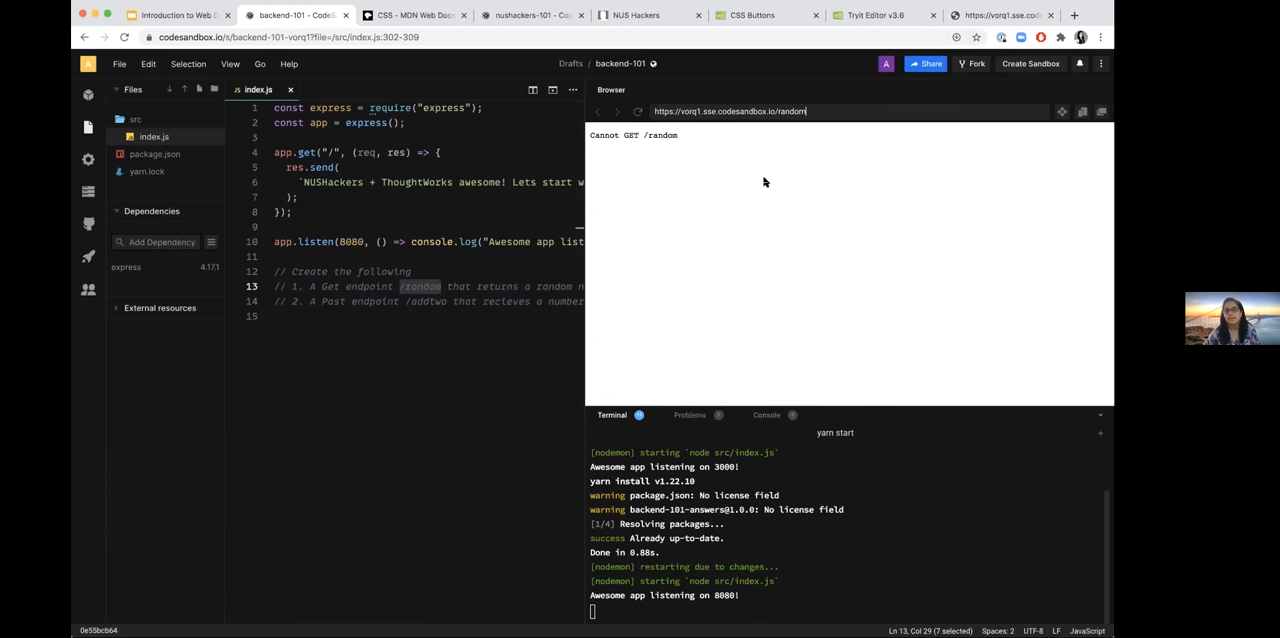 Introduction to Web D
backend-101 - CodeS
CSS - MDN Web Doc
nushackers-101 - Co
NUS Hackers
CSS Buttons
Tryit Editor v3.6
https://vorq1.sse.cod
codesandbox.io/s/backend-101-vorq1?file=/src/index.js:302-309
File Edit Selection View Go Help
Drafts / backend-101
A Share Fork Create Sandbox
Files
index.js
Browser
src
index.js
package.json
yarn.lock
Dependencies
Add Dependency
express 4.17.1
External resources
1 const express = require("express");
2 const app = express();
3
4 app.get("/", (req, res) => {
5 res.send(
6 `NUSHackers + ThoughtWorks awesome! Lets start w
7 );
8 });
9
10 app.listen(8080, () => console.log("Awesome app list
11
12 // Create the following
13 // 1. A Get endpoint /random that returns a random n
14 // 2. A Post endpoint /addtwo that recieves a number
15
https://vorq1.sse.codesandbox.io/random
Cannot GET /random
Terminal 11 Problems 0 Console 0
yarn start
[nodemon] starting `node src/index.js`
Awesome app listening on 3000!
yarn install v1.22.10
warning package.json: No license field
warning backend-101-answers@1.0.0: No license field
[1/4] Resolving packages...
success Already up-to-date.
Done in 0.88s.
[nodemon] restarting due to changes...
[nodemon] starting `node src/index.js`
Awesome app listening on 8080!
0e55bcb64
Ln 13, Col 29 (7 selected) Spaces: 2 UTF-8 LF JavaScript